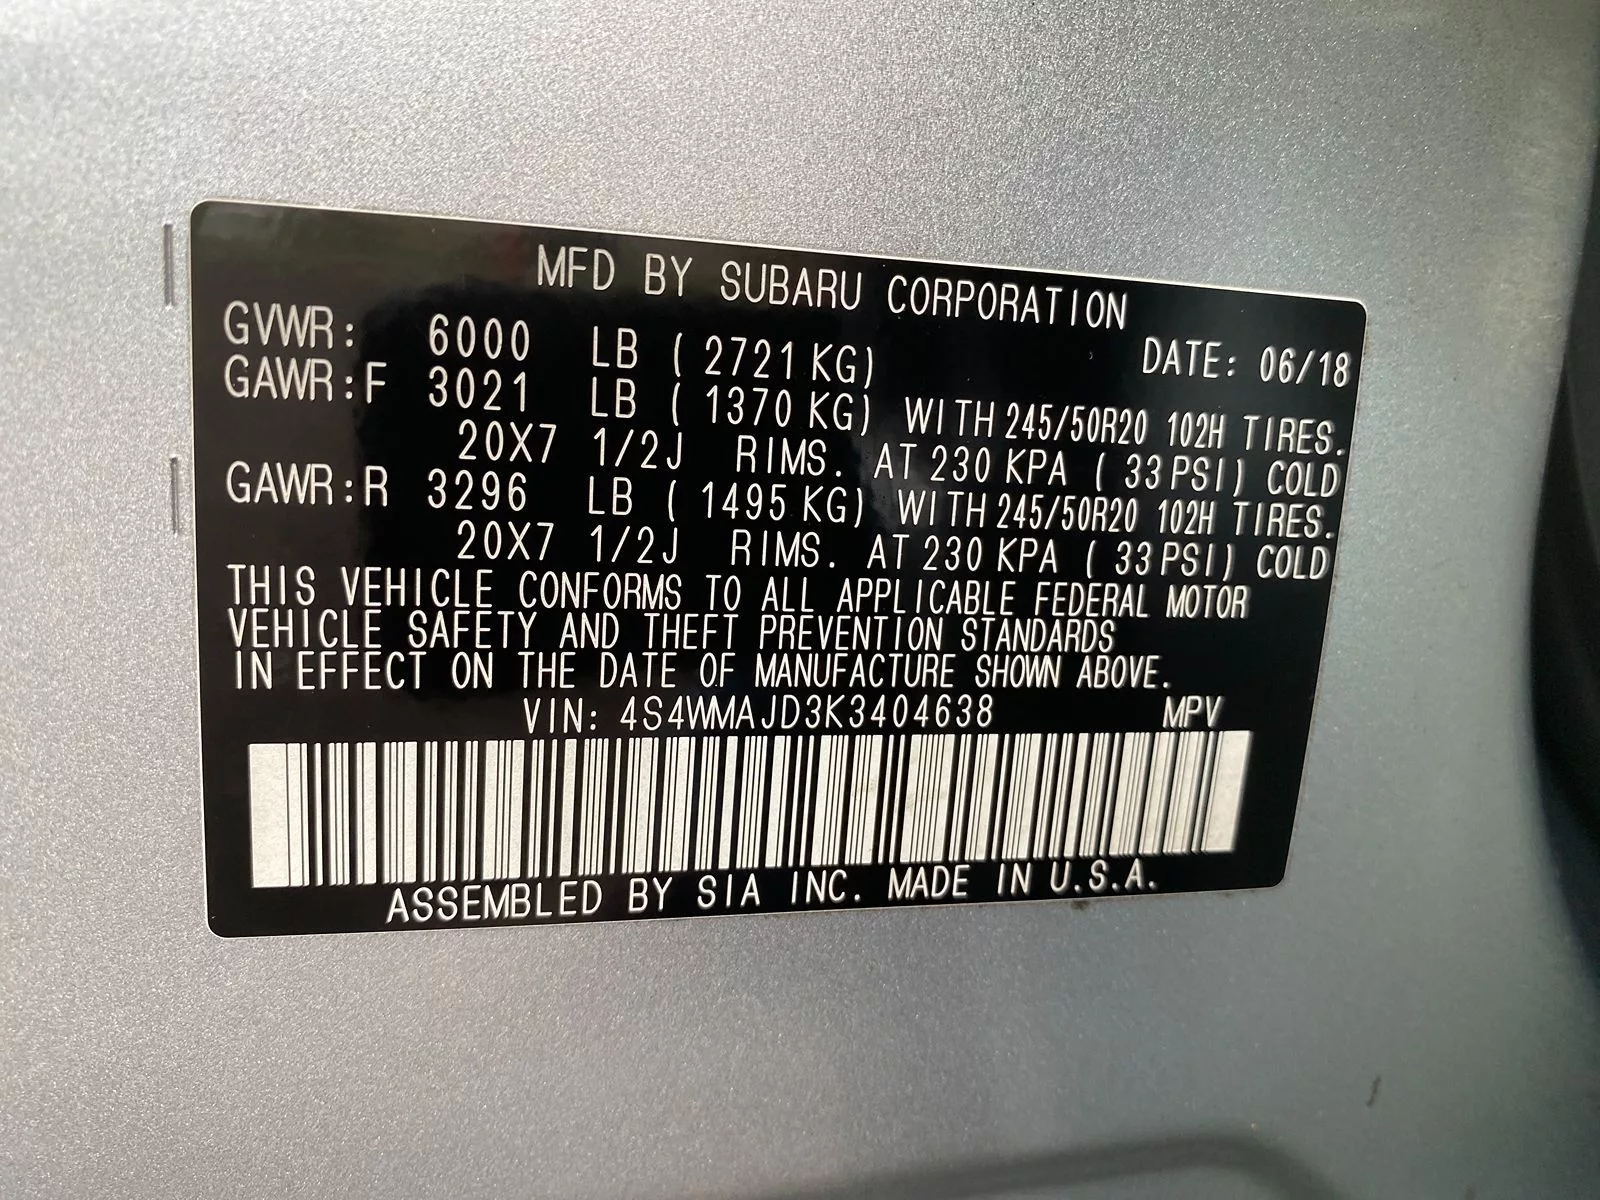 MFD BY SUBARU CORPORATION
GVWR: 6000 LB ( 2721 KG) DATE: 06/18
GAWR:F 3021 LB ( 1370 KG) WITH 245/50R20 102H TIRES.
20X7 1/2J RIMS. AT 230 KPA ( 33 PSI) COLD
GAWR:R 3296 LB ( 1495 KG) WITH 245/50R20 102H TIRES.
20X7 1/2J RIMS. AT 230 KPA ( 33 PSI) COLD
THIS VEHICLE CONFORMS TO ALL APPLICABLE FEDERAL MOTOR
VEHICLE SAFETY AND THEFT PREVENTION STANDARDS
IN EFFECT ON THE DATE OF MANUFACTURE SHOWN ABOVE.
VIN: 4S4WMAJD3K3404638 MPV
ASSEMBLED BY SIA INC. MADE IN U.S.A.